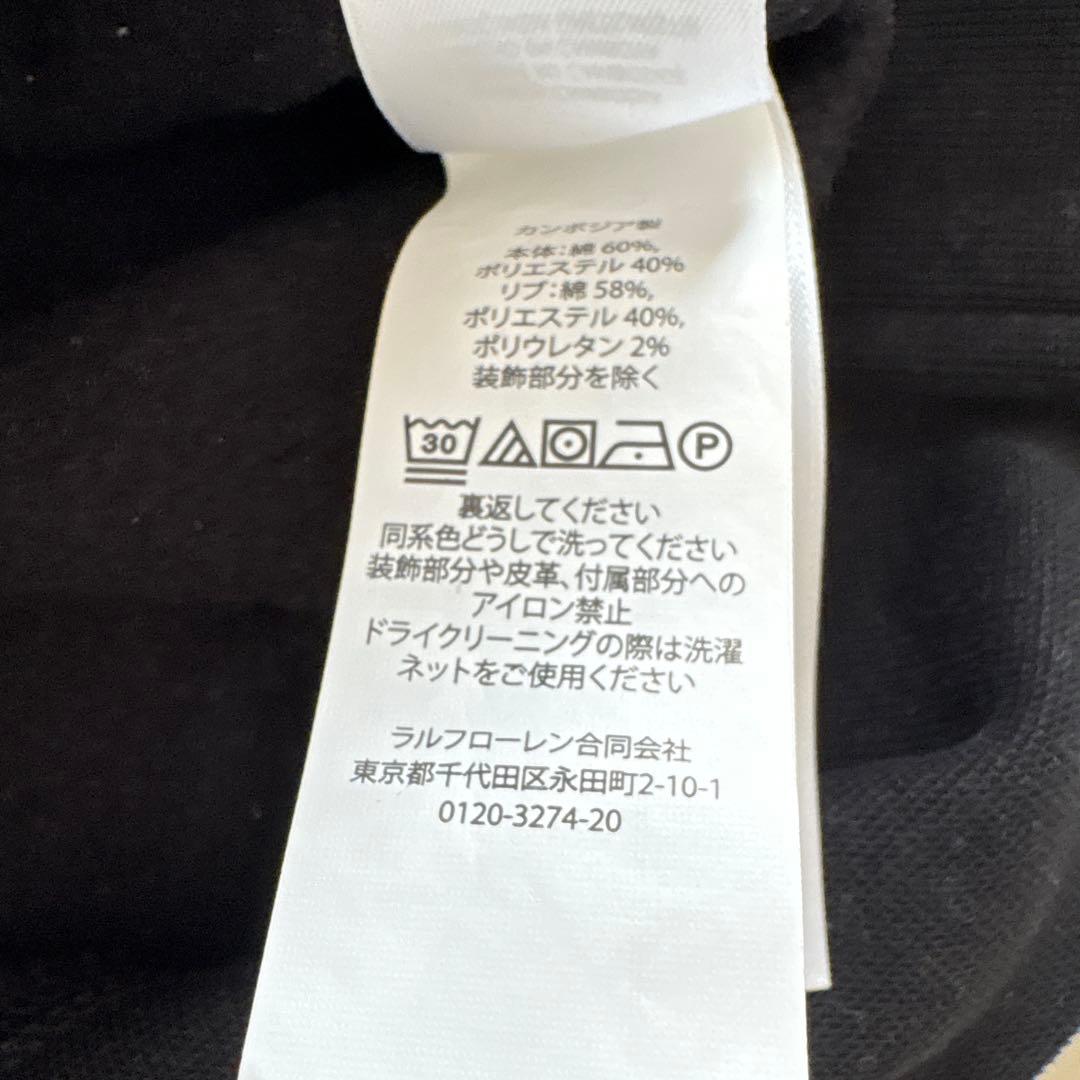 カンボジア製
本体:綿 60%,
ポリエステル 40%
リブ:綿 58%,
ポリエステル 40%,
ポリウレタン 2%
装飾部分を除く
30 P
裏返してください
同系色どうしで洗ってください
装飾部分や皮革、付属部分への
アイロン禁止
ドライクリーニングの際は洗濯
ネットをご使用ください
ラルフローレン合同会社
東京都千代田区永田町2-10-1
0120-3274-20